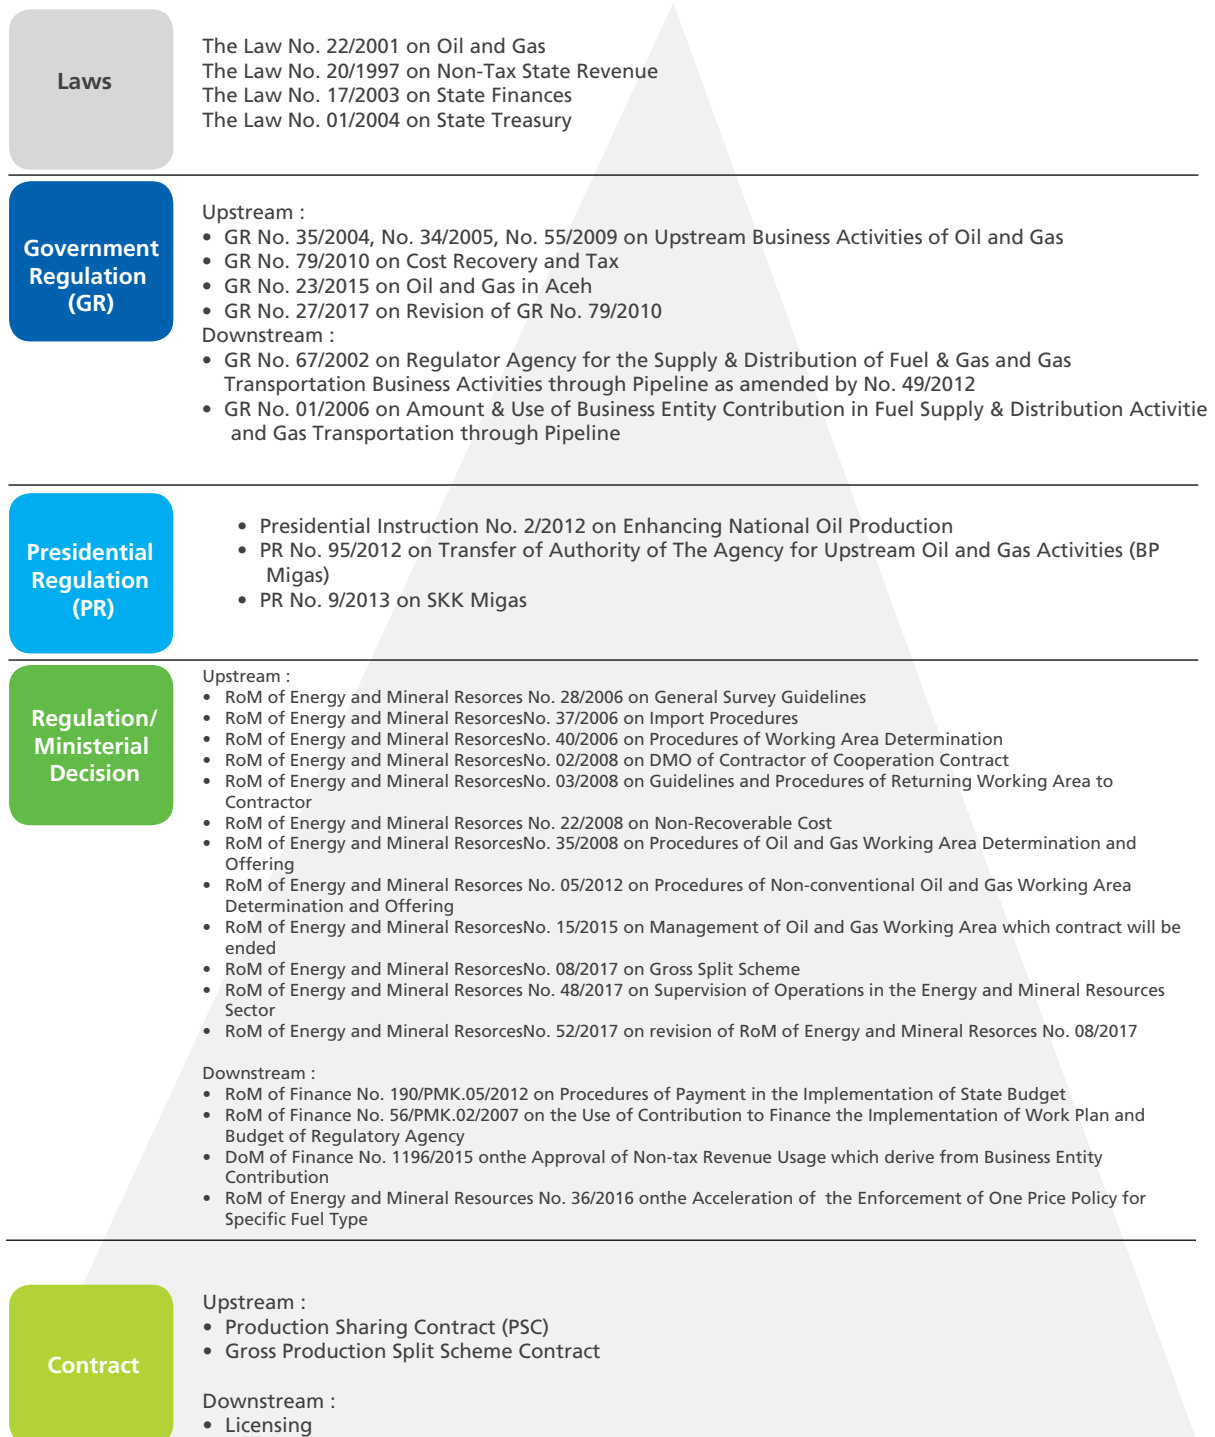 Laws
The Law No. 22/2001 on Oil and Gas
The Law No. 20/1997 on Non-Tax State Revenue
The Law No. 17/2003 on State Finances
The Law No. 01/2004 on State Treasury
Government
Regulation
(GR)
Upstream :
• GR No. 35/2004, No. 34/2005, No. 55/2009 on Upstream Business Activities of Oil and Gas
• GR No. 79/2010 on Cost Recovery and Tax
• GR No. 23/2015 on Oil and Gas in Aceh
• GR No. 27/2017 on Revision of GR No. 79/2010
Downstream :
• GR No. 67/2002 on Regulator Agency for the Supply & Distribution of Fuel & Gas and Gas
Transportation Business Activities through Pipeline as amended by No. 49/2012
• GR No. 01/2006 on Amount & Use of Business Entity Contribution in Fuel Supply & Distribution Activitie
and Gas Transportation through Pipeline
Presidential
Regulation
(PR)
• Presidential Instruction No. 2/2012 on Enhancing National Oil Production
• PR No. 95/2012 on Transfer of Authority of The Agency for Upstream Oil and Gas Activities (BP
Migas)
• PR No. 9/2013 on SKK Migas
Regulation/
Ministerial
Decision
Upstream :
• RoM of Energy and Mineral Resorces No. 28/2006 on General Survey Guidelines
• RoM of Energy and Mineral ResorcesNo. 37/2006 on Import Procedures
• RoM of Energy and Mineral ResorcesNo. 40/2006 on Procedures of Working Area Determination
• RoM of Energy and Mineral ResorcesNo. 02/2008 on DMO of Contractor of Cooperation Contract
• RoM of Energy and Mineral ResorcesNo. 03/2008 on Guidelines and Procedures of Returning Working Area to
Contractor
• RoM of Energy and Mineral Resorces No. 22/2008 on Non-Recoverable Cost
• RoM of Energy and Mineral ResorcesNo. 35/2008 on Procedures of Oil and Gas Working Area Determination and
Offering
• RoM of Energy and Mineral Resorces No. 05/2012 on Procedures of Non-conventional Oil and Gas Working Area
Determination and Offering
• RoM of Energy and Mineral ResorcesNo. 15/2015 on Management of Oil and Gas Working Area which contract will be
ended
• RoM of Energy and Mineral ResorcesNo. 08/2017 on Gross Split Scheme
• RoM of Energy and Mineral Resorces No. 48/2017 on Supervision of Operations in the Energy and Mineral Resources
Sector
• RoM of Energy and Mineral ResorcesNo. 52/2017 on revision of RoM of Energy and Mineral Resorces No. 08/2017
Downstream :
• RoM of Finance No. 190/PMK.05/2012 on Procedures of Payment in the Implementation of State Budget
• RoM of Finance No. 56/PMK.02/2007 on the Use of Contribution to Finance the Implementation of Work Plan and
Budget of Regulatory Agency
• DoM of Finance No. 1196/2015 onthe Approval of Non-tax Revenue Usage which derive from Business Entity
Contribution
• RoM of Energy and Mineral Resources No. 36/2016 onthe Acceleration of the Enforcement of One Price Policy for
Specific Fuel Type
Contract
Upstream :
• Production Sharing Contract (PSC)
• Gross Production Split Scheme Contract
Downstream :
• Licensing